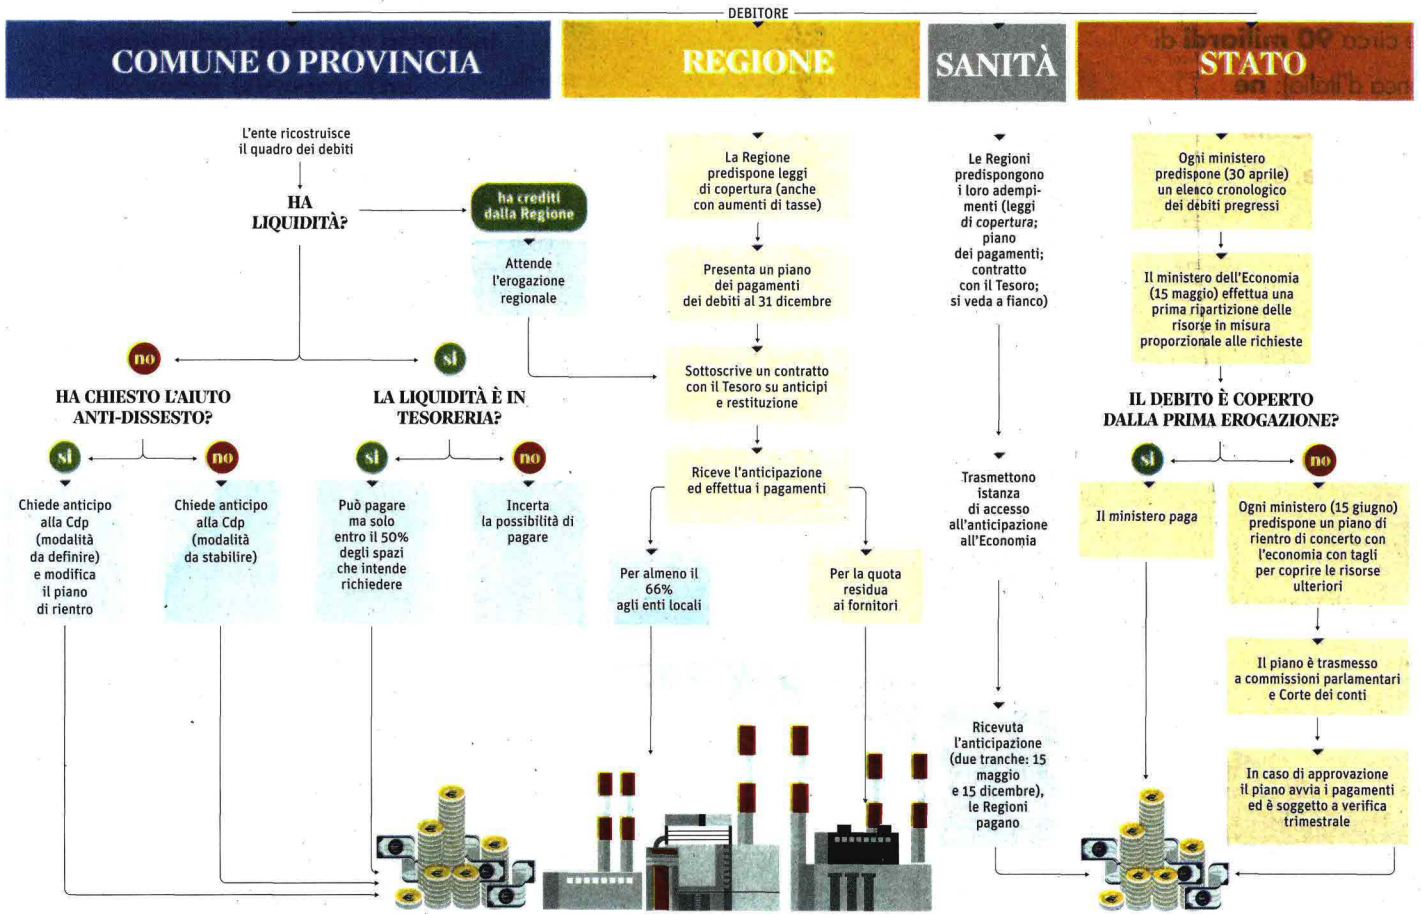 DEBITORE
COMUNE O PROVINCIA
L'ente ricostruisce
il quadro dei debiti
HA
LIQUIDITÀ?
ha crediti
dalla Regione
Attende
l'erogazione
regionale
no
HA CHIESTO L'AIUTO
ANTI-DISSESTO?
si
Chiede anticipo
alla Cdp
(modalità
da definire)
e modifica
il piano
di rientro
no
Chiede anticipo
alla Cdp
(modalità
da stabilire)
si
LA LIQUIDITÀ È IN
TESORERIA?
si
Può pagare
ma solo
entro il 50%
degli spazi
che intende
richiedere
no
Incerta
la possibilità di
pagare
REGIONE
La Regione
predispone leggi
di copertura (anche
con aumenti di tasse)
Presenta un piano
dei pagamenti
dei debiti al 31 dicembre
Sottoscrive un contratto
con il Tesoro su anticipi
e restituzione
Riceve l'anticipazione
ed effettua i pagamenti
Per almeno il
66%
agli enti locali
Per la quota
residua
ai fornitori
SANITÀ
Le Regioni
predispongono
i loro adempi-
menti (leggi
di copertura;
piano
dei pagamenti;
contratto
con il Tesoro;
si veda a fianco)
Trasmettono
istanza
di accesso
all'anticipazione
all'Economia
Ricevuta
l'anticipazione
(due tranche: 15
maggio
e 15 dicembre),
le Regioni
pagano
STATO
Ogni ministero
predispone (30 aprile)
un elenco cronologico
dei debiti pregressi
Il ministero dell'Economia
(15 maggio) effettua una
prima ripartizione delle
risorse in misura
proporzionale alle richieste
IL DEBITO È COPERTO
DALLA PRIMA EROGAZIONE?
si
Il ministero paga
no
Ogni ministero (15 giugno)
predispone un piano di
rientro di concerto con
l'economia con tagli
per coprire le risorse
ulteriori
Il piano è trasmesso
a commissioni parlamentari
e Corte dei conti
In caso di approvazione
il piano avvia i pagamenti
ed è soggetto a verifica
trimestrale